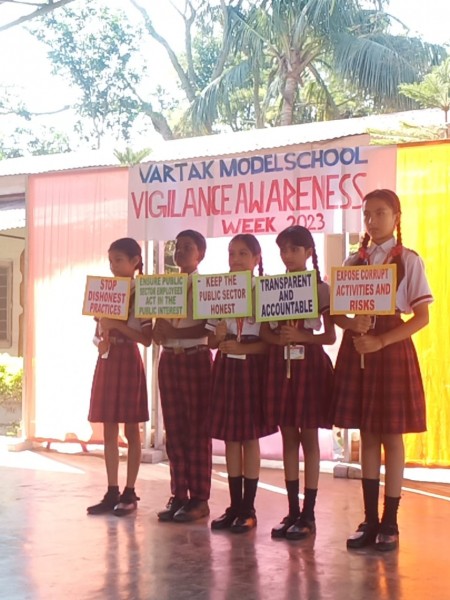 VARTAK MODEL SCHOOL
VIGILANCE AWARENESS
WEEK 2023
STOP
DISHONEST
PRACTICES
ENSURE PUBLIC
SECTOR EMPLOYEES
ACT IN THE
PUBLIC INTEREST
KEEP THE
PUBLIC SECTOR
HONEST
TRANSPARENT
AND
ACCOUNTABLE
EXPOSE CORRUPT
ACTIVITIES AND
RISKS